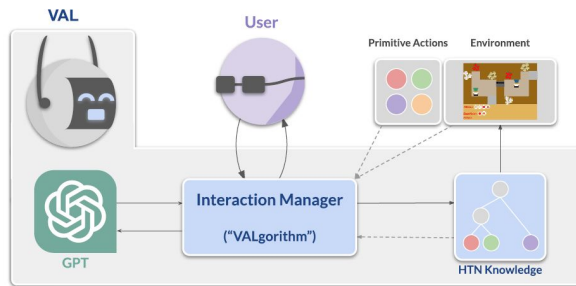 VAL
User
Primitive Actions
Environment
Interaction Manager
("VALgorithm")
GPT
HTN Knowledge